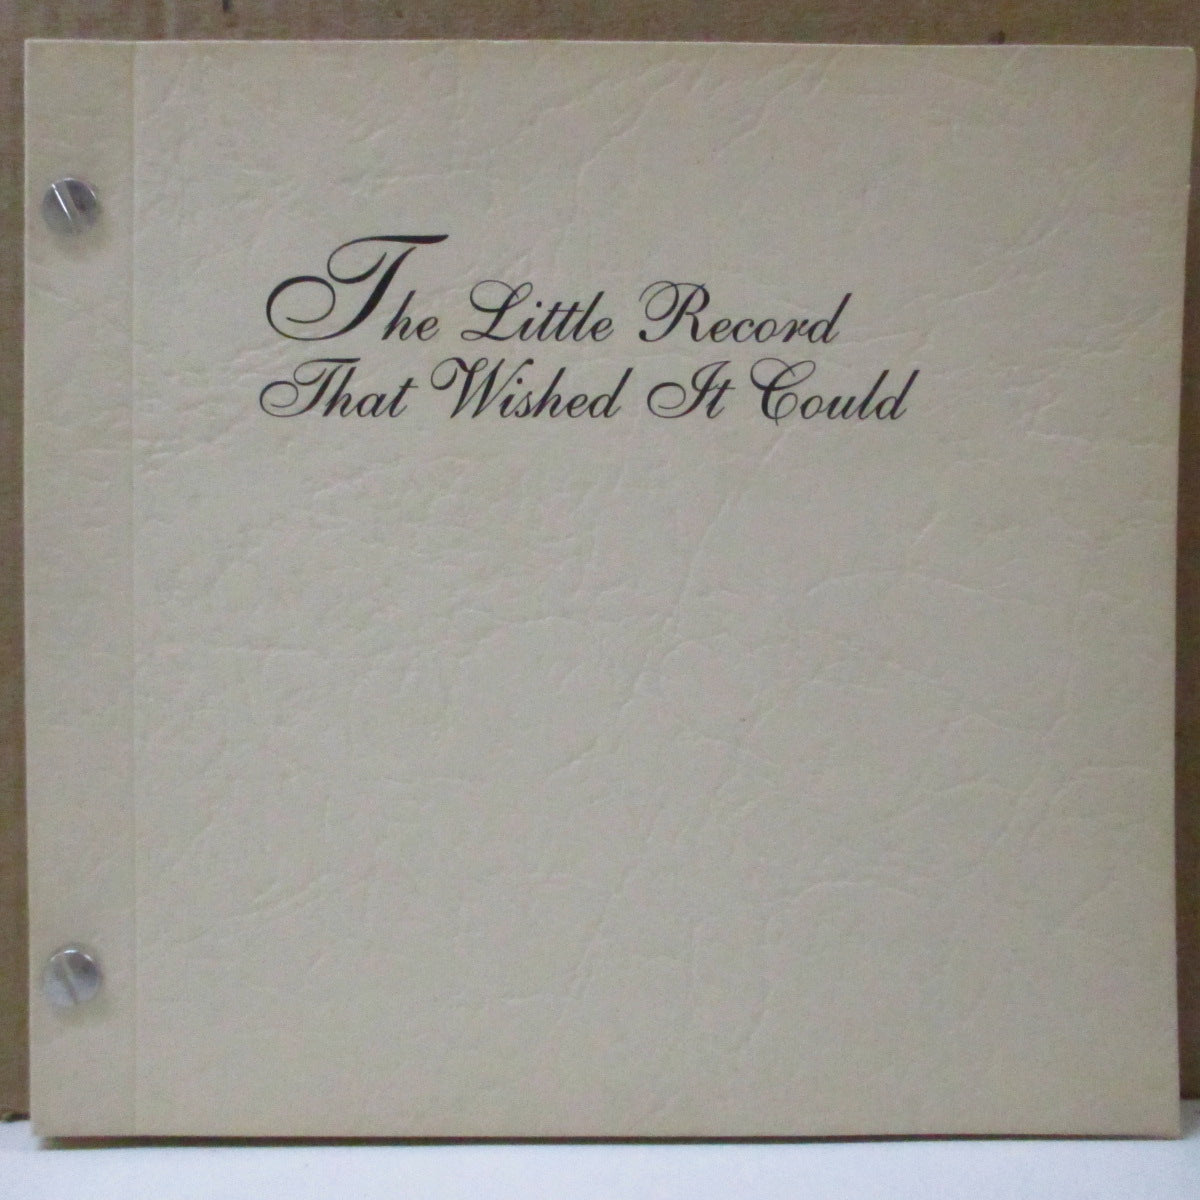 The Little Record
That Wished It Could